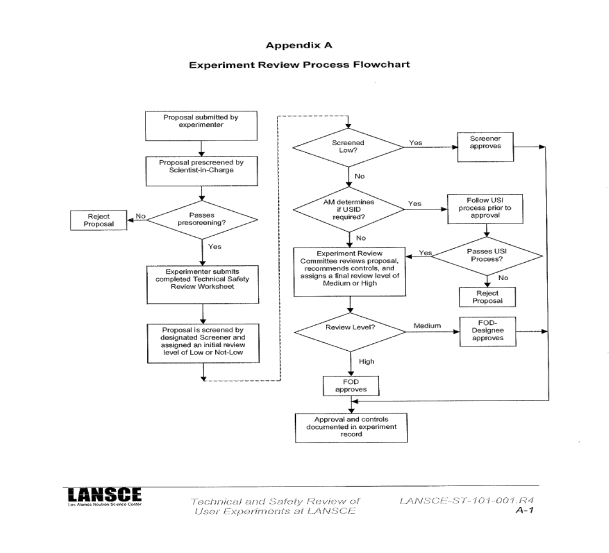 Appendix A
Experiment Review Process Flowchart
Proposal submitted by
experimenter
Proposal prescreened by
Scientist-in-Charge
Passes
prescreening?
No
Reject
Proposal
Yes
Experimenter submits
completed Technical Safety
Review Worksheet
Proposal is screened by
designated Screener and
assigned an initial review
level of Low or Not-Low
Screened
Low?
Yes
Screener
approves
No
AM determines
if USID
required?
Yes
Follow USI
process prior to
approval
No
Passes USI
Process?
Yes
No
Reject
Proposal
Experiment Review
Committee reviews proposal,
recommends controls, and
assigns a final review level of
Medium or High
Review Level?
Medium
FOD-
Designee
approves
High
FOD
approves
Approval and controls
documented in experiment
record
LANSCE
Los Alamos Neutron Science Center
Technical and Safety Review of
User Experiments at LANSCE
LANSCE-ST-101-001.R4
A-1